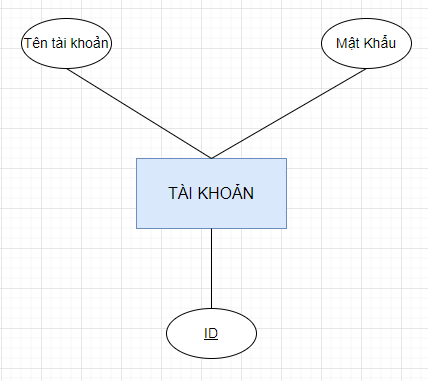 Tên tài khoản
Mật Khẩu
TÀI KHOẢN
ID